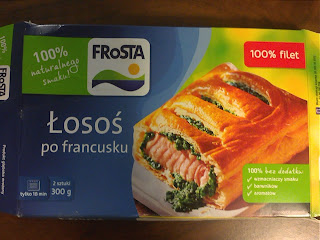 100%
naturalnego
smaku!
FRoSTA
100% filet
FRoSTA
Łosoś
po francusku
tylko 18 min
2 sztuki
300 g
100% bez dodatku:
wzmacniaczy smaku
barwników
aromatów